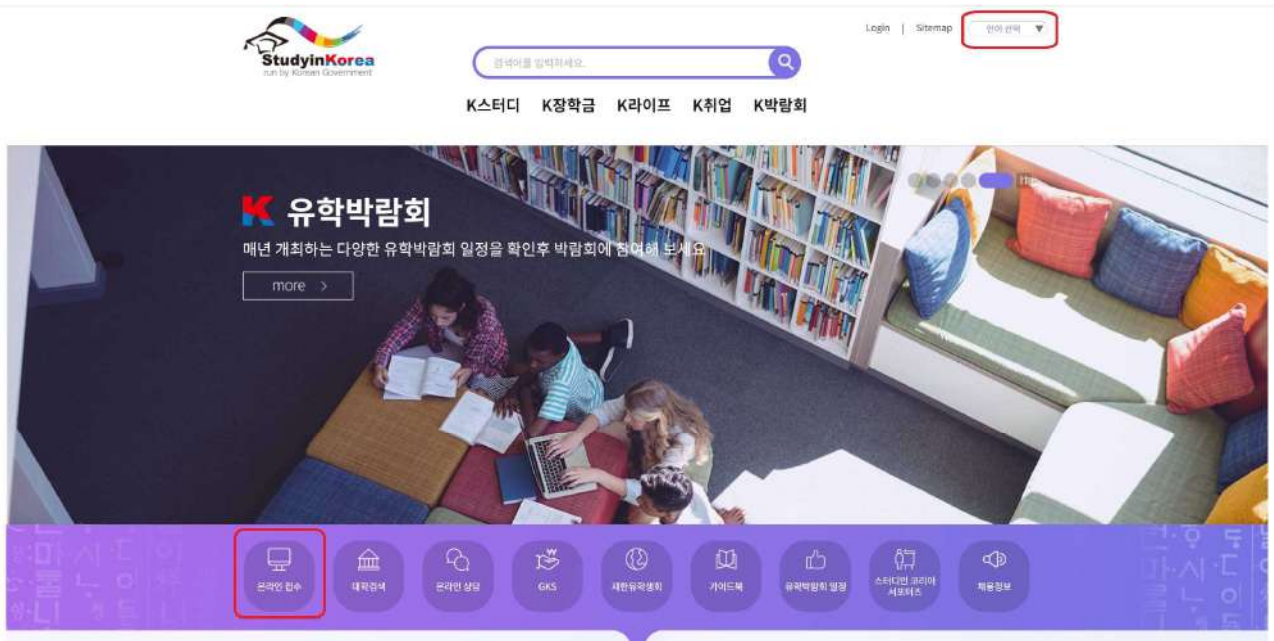 StudyinKorea
run by Korean Government
Login | Sitemap
언어 선택 ▼
검색어를 입력하세요.
K스터디 K장학금 K라이프 K취업 K박람회
K 유학박람회
매년 개최하는 다양한 유학박람회 일정을 확인후 박람회에 참여해 보세요
more >
온라인 접수
대학검색
온라인 상담
GKS
재한유학생회
가이드북
유학박람회 일정
스터디인 코리아
서포터즈
채용정보